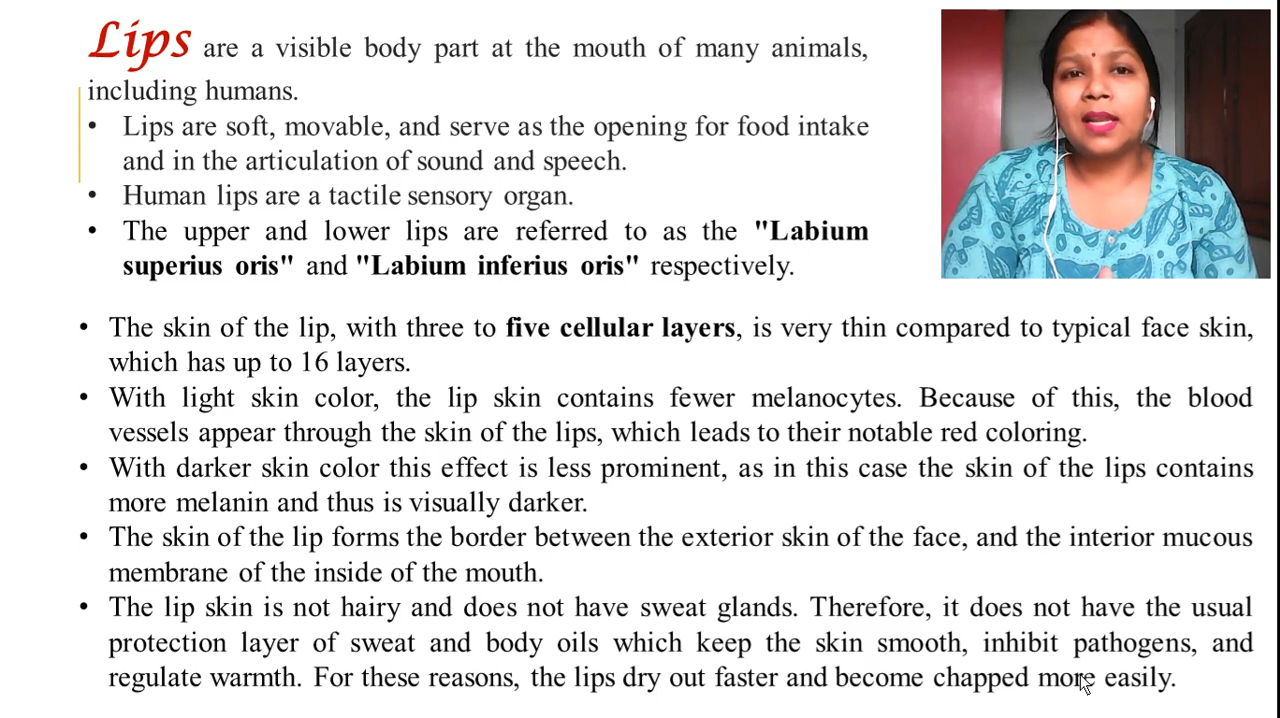 Lips are a visible body part at the mouth of many animals,
including humans.
• Lips are soft, movable, and serve as the opening for food intake
and in the articulation of sound and speech.
• Human lips are a tactile sensory organ.
• The upper and lower lips are referred to as the "Labium
superius oris" and "Labium inferius oris" respectively.
• The skin of the lip, with three to five cellular layers, is very thin compared to typical face skin,
which has up to 16 layers.
• With light skin color, the lip skin contains fewer melanocytes. Because of this, the blood
vessels appear through the skin of the lips, which leads to their notable red coloring.
• With darker skin color this effect is less prominent, as in this case the skin of the lips contains
more melanin and thus is visually darker.
• The skin of the lip forms the border between the exterior skin of the face, and the interior mucous
membrane of the inside of the mouth.
• The lip skin is not hairy and does not have sweat glands. Therefore, it does not have the usual
protection layer of sweat and body oils which keep the skin smooth, inhibit pathogens, and
regulate warmth. For these reasons, the lips dry out faster and become chapped more easily.